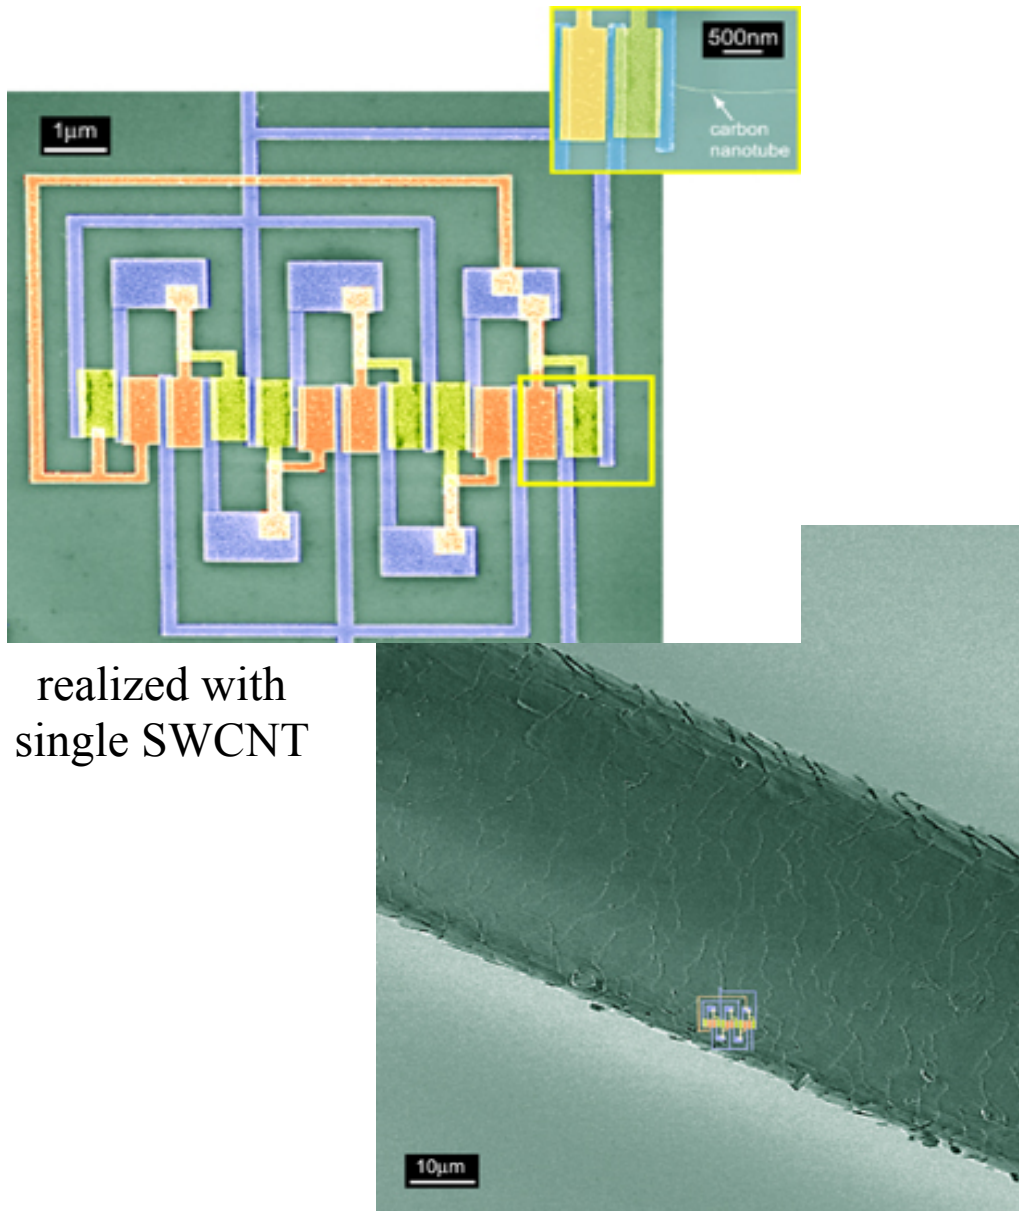 500nm
1μm
carbon
nanotube
realized with
single SWCNT
10μm